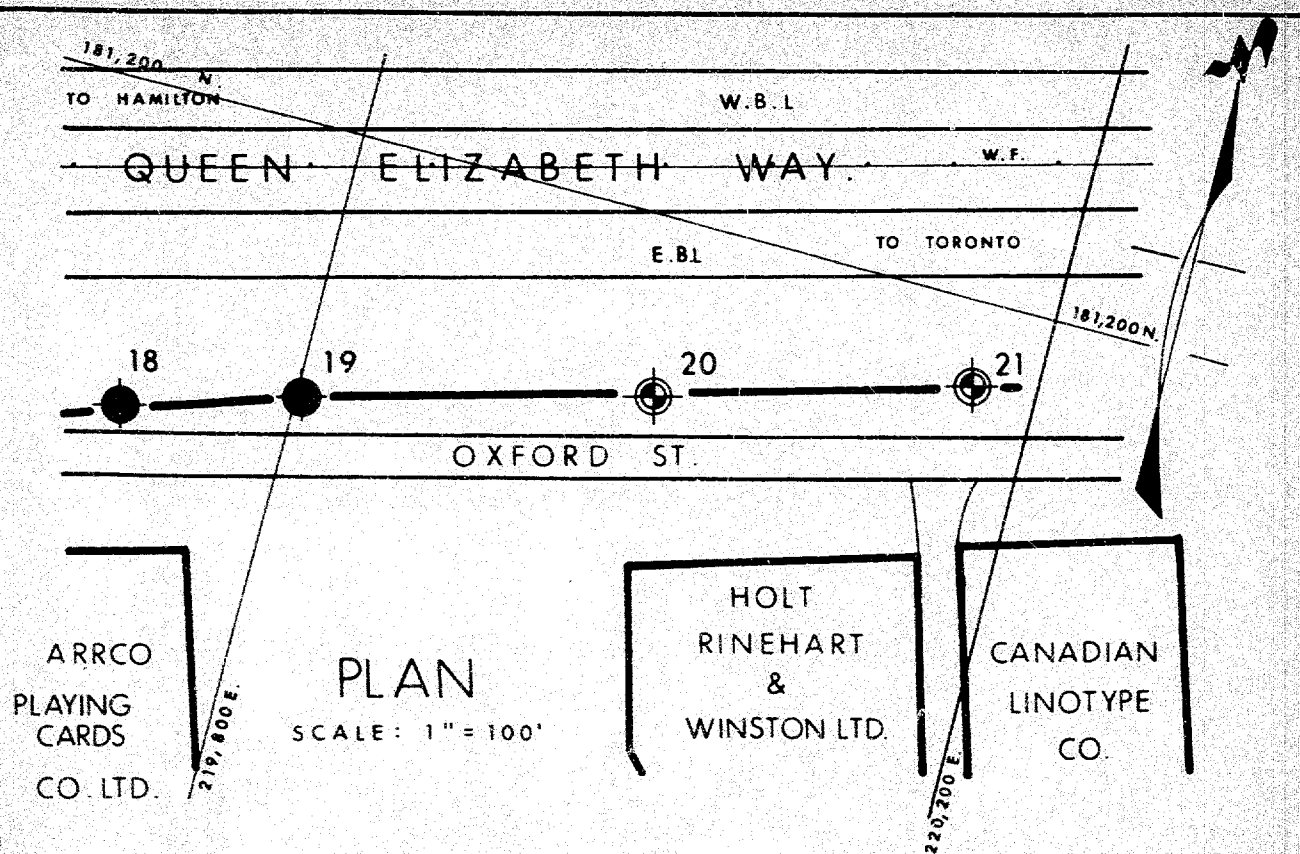 181,200 N.
TO HAMILTON
W.B.L
QUEEN ELIZABETH WAY.
W.F.
E.B.L
TO TORONTO
181,200 N.
18
19
20
21
OXFORD ST.
ARRCO
PLAYING
CARDS
CO. LTD.
219,800 E.
PLAN
SCALE: 1" = 100'
HOLT
RINEHART
&
WINSTON LTD.
220,200 E.
CANADIAN
LINOTYPE
CO.